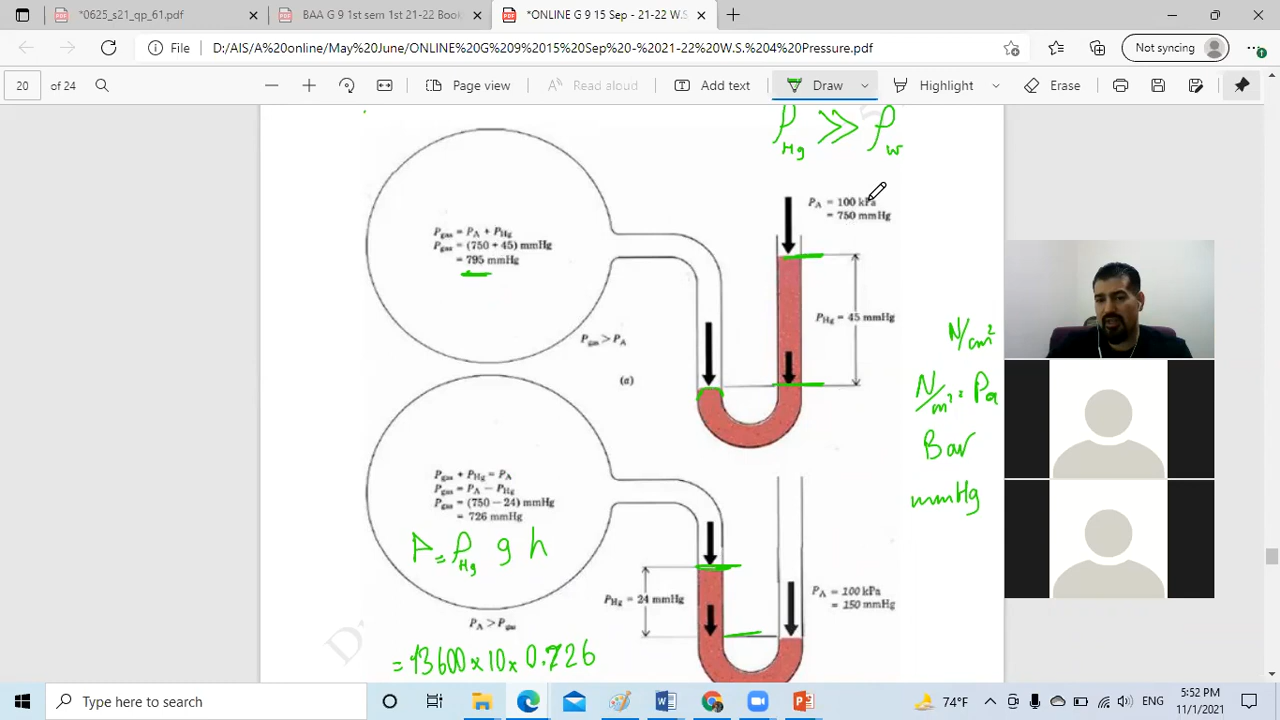 "0625_s21_qp_61.pdf
BAA G 9 1st sem 1st 21-22 Book
*ONLINE G 9 15 Sep - 21-22 W.S.
File
D:/AIS/A%20online/May%20June/ONLINE%20G%209%2015%20Sep%20-%2021-22%20W.S.%204%20Pressure.pdf
Not syncing
20 of 24
Page view
Read aloud
Add text
Draw
Highlight
Erase
ρHg >> ρw
PA = 100 kPa
= 750 mmHg
Pgas = PA + PHg
Pgas = (750 + 45) mmHg
= 795 mmHg
PHg = 45 mmHg
Pgas > PA
(a)
N/cm²
N/m² = Pa
Bar
mmHg
Pgas + PHg = PA
Pgas = PA − PHg
Pgas = (750 − 24) mmHg
= 726 mmHg
P = ρHg g h
PHg = 24 mmHg
PA = 100 kPa
= 150 mmHg
PA > Pgas
= 13600 × 10 × 0.726
D
Type here to search
74°F
ENG
5:52 PM
11/1/2021